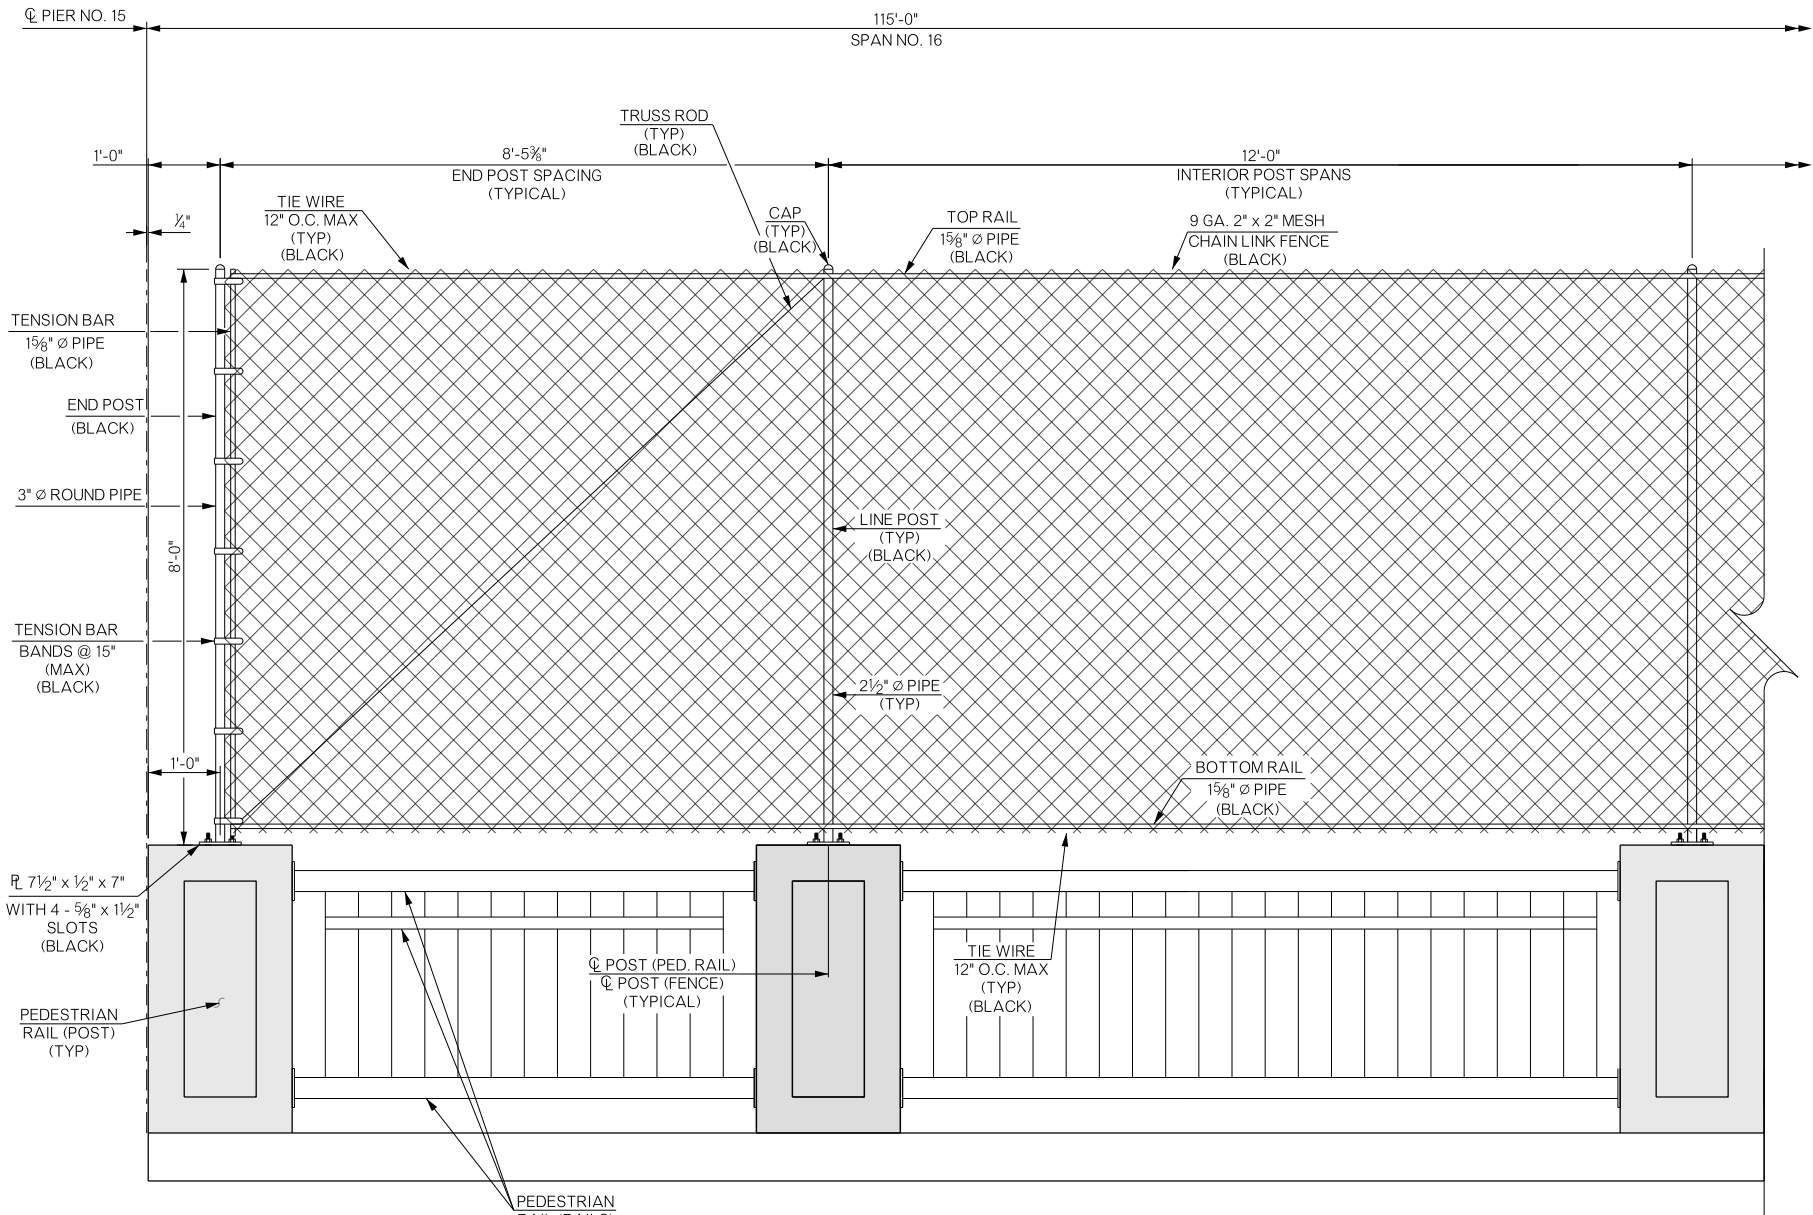 ℄ PIER NO. 15
115'-0"
SPAN NO. 16
1'-0"
8'-5⅜"
END POST SPACING
(TYPICAL)
TRUSS ROD
(TYP)
(BLACK)
12'-0"
INTERIOR POST SPANS
(TYPICAL)
¼"
TIE WIRE
12" O.C. MAX
(TYP)
(BLACK)
CAP
(TYP)
(BLACK)
TOP RAIL
1⅝" Ø PIPE
(BLACK)
9 GA. 2" x 2" MESH
CHAIN LINK FENCE
(BLACK)
TENSION BAR
1⅝" Ø PIPE
(BLACK)
END POST
(BLACK)
3" Ø ROUND PIPE
8'-0"
LINE POST
(TYP)
(BLACK)
TENSION BAR
BANDS @ 15"
(MAX)
(BLACK)
2½" Ø PIPE
(TYP)
1'-0"
BOTTOM RAIL
1⅝" Ø PIPE
(BLACK)
℄ POST (PED. RAIL)
℄ POST (FENCE)
(TYPICAL)
TIE WIRE
12" O.C. MAX
(TYP)
(BLACK)
PL 7½" x ½" x 7"
WITH 4 - ⅝" x 1½"
SLOTS
(BLACK)
PEDESTRIAN
RAIL (POST)
(TYP)
PEDESTRIAN